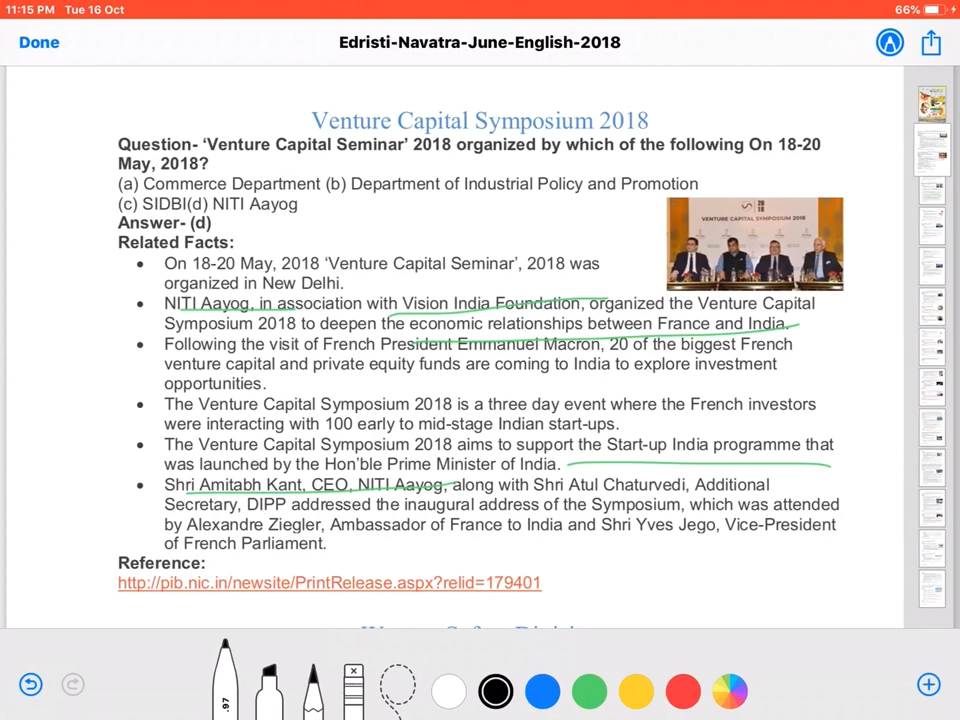 11:15 PM Tue 16 Oct 66%
Done Edristi-Navatra-June-English-2018
Venture Capital Symposium 2018
Question- ‘Venture Capital Seminar’ 2018 organized by which of the following On 18-20
May, 2018?
(a) Commerce Department (b) Department of Industrial Policy and Promotion
(c) SIDBI(d) NITI Aayog
Answer- (d)
Related Facts:
• On 18-20 May, 2018 ‘Venture Capital Seminar’, 2018 was
organized in New Delhi.
2018
VENTURE CAPITAL SYMPOSIUM 2018
• NITI Aayog, in association with Vision India Foundation, organized the Venture Capital
Symposium 2018 to deepen the economic relationships between France and India.
• Following the visit of French President Emmanuel Macron, 20 of the biggest French
venture capital and private equity funds are coming to India to explore investment
opportunities.
• The Venture Capital Symposium 2018 is a three day event where the French investors
were interacting with 100 early to mid-stage Indian start-ups.
• The Venture Capital Symposium 2018 aims to support the Start-up India programme that
was launched by the Hon’ble Prime Minister of India.
• Shri Amitabh Kant, CEO, NITI Aayog, along with Shri Atul Chaturvedi, Additional
Secretary, DIPP addressed the inaugural address of the Symposium, which was attended
by Alexandre Ziegler, Ambassador of France to India and Shri Yves Jego, Vice-President
of French Parliament.
Reference:
http://pib.nic.in/newsite/PrintRelease.aspx?relid=179401
.97